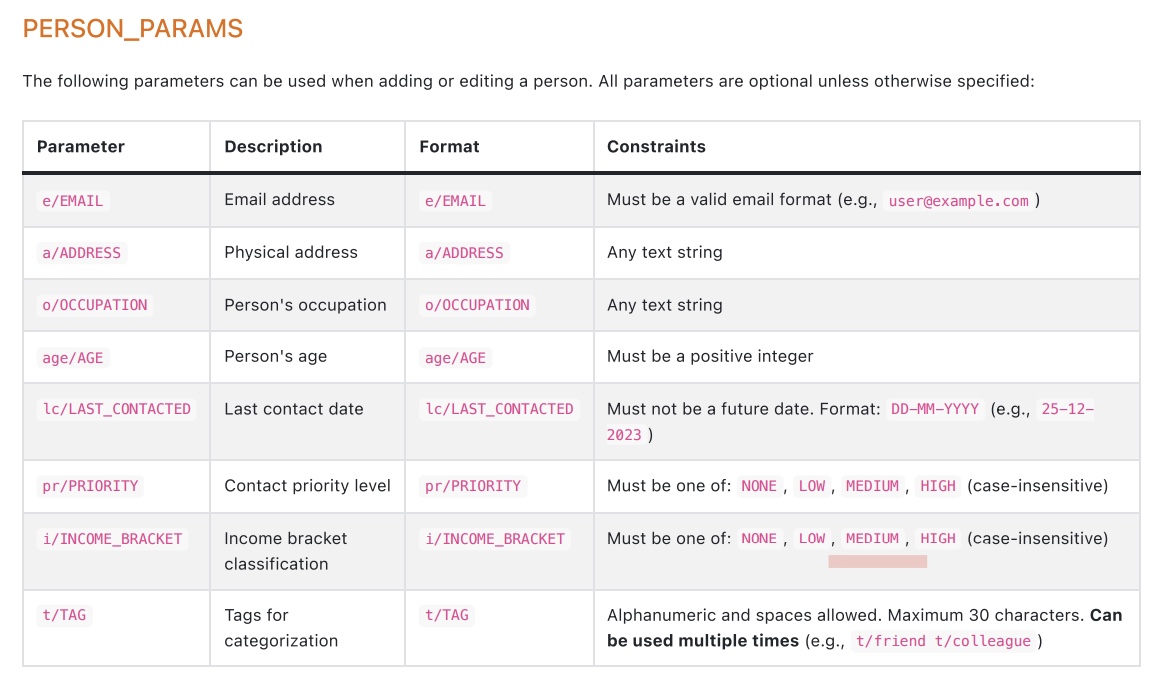 PERSON_PARAMS
The following parameters can be used when adding or editing a person. All parameters are optional unless otherwise specified:
Parameter Description Format Constraints
e/EMAIL Email address e/EMAIL Must be a valid email format (e.g., user@example.com )
a/ADDRESS Physical address a/ADDRESS Any text string
o/OCCUPATION Person's occupation o/OCCUPATION Any text string
age/AGE Person's age age/AGE Must be a positive integer
lc/LAST_CONTACTED Last contact date lc/LAST_CONTACTED Must not be a future date. Format: DD-MM-YYYY (e.g., 25-12-
2023 )
pr/PRIORITY Contact priority level pr/PRIORITY Must be one of: NONE , LOW , MEDIUM , HIGH (case-insensitive)
i/INCOME_BRACKET Income bracket i/INCOME_BRACKET Must be one of: NONE , LOW , MEDIUM , HIGH (case-insensitive)
classification
t/TAG Tags for t/TAG Alphanumeric and spaces allowed. Maximum 30 characters. Can
categorization be used multiple times (e.g., t/friend t/colleague )